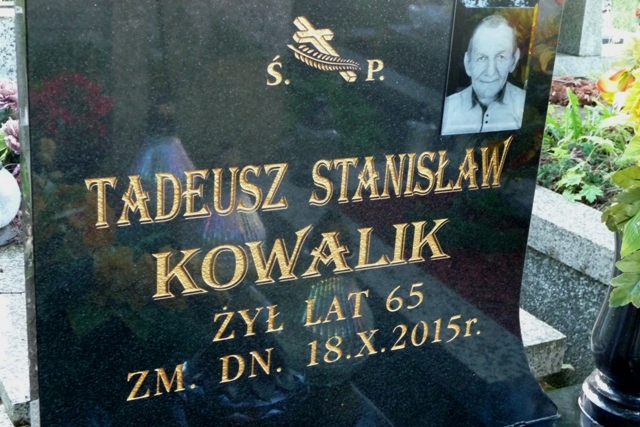 Ś. P.
TADEUSZ STANISŁAW
KOWALIK
ŻYŁ LAT 65
ZM. DN. 18.X.2015r.